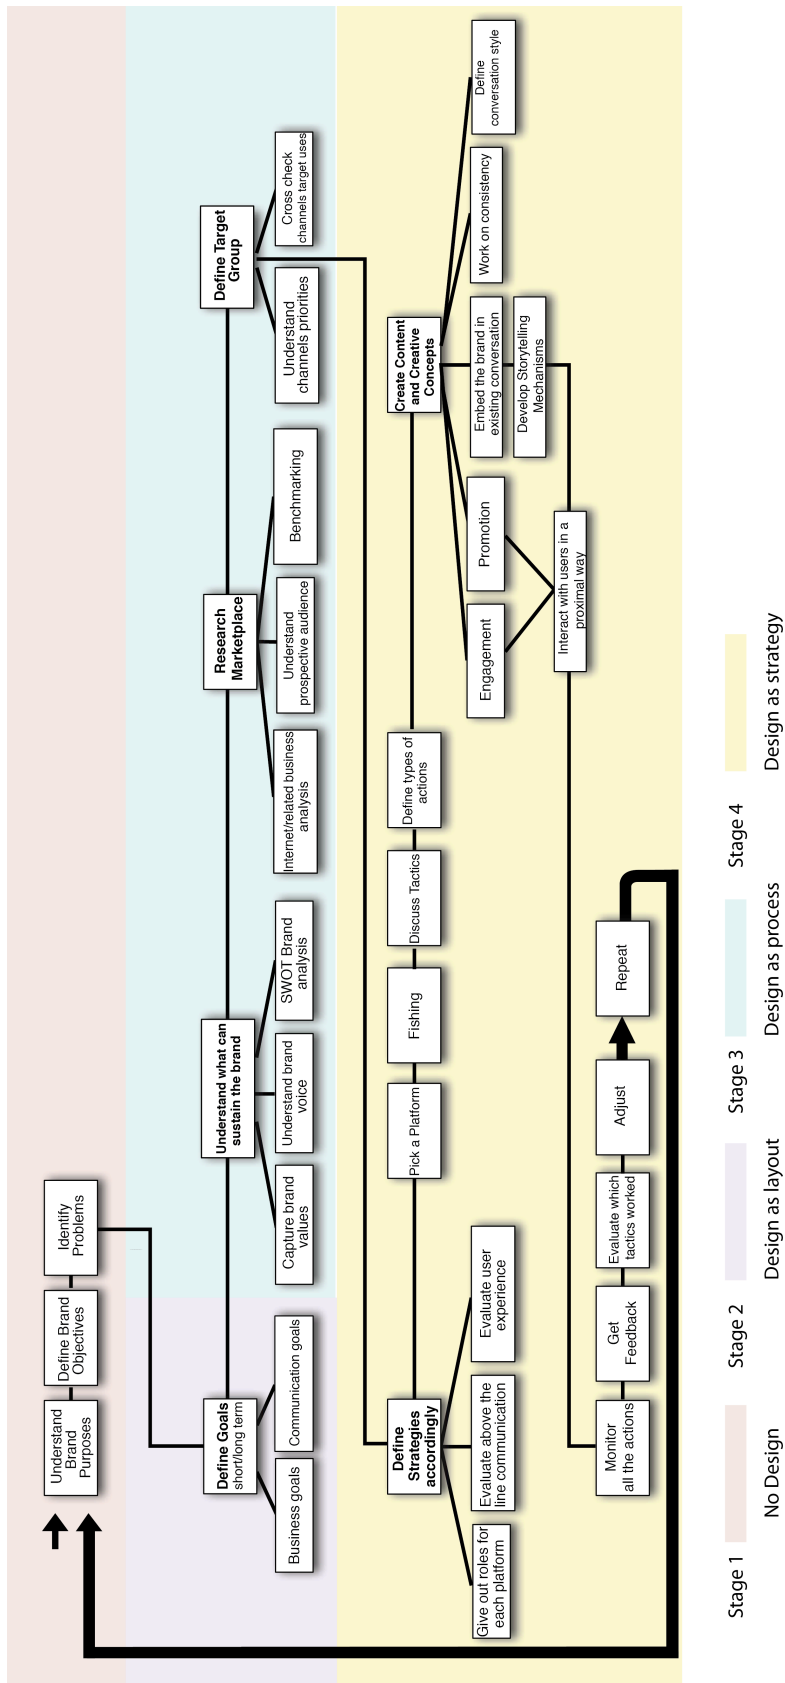 Understand
Brand
Purposes
Define Brand
Objectives
Identify
Problems
Define Goals
short/long term
Business goals
Communication goals
Understand what can
sustain the brand
Capture brand
values
Understand brand
voice
SWOT Brand
analysis
Research
Marketplace
Internet/related business
analysis
Understand
prospective audience
Benchmarking
Define Target
Group
Understand
channels priorities
Cross check
channels target uses
Define
Strategies
accordingly
Give out roles for
each platform
Evaluate above the
line communication
Evaluate user
experience
Pick a Platform
Fishing
Discuss Tactics
Define types of
actions
Create Content
and Creative
Concepts
Engagement
Promotion
Embed the brand in
existing conversation
Develop Storytelling
Mechanisms
Work on consistency
Define
conversation style
Interact with users in a
proximal way
Monitor
all the actions
Get
Feedback
Evaluate which
tactics worked
Adjust
Repeat
Stage 1
No Design
Stage 2
Design as layout
Stage 3
Design as process
Stage 4
Design as strategy